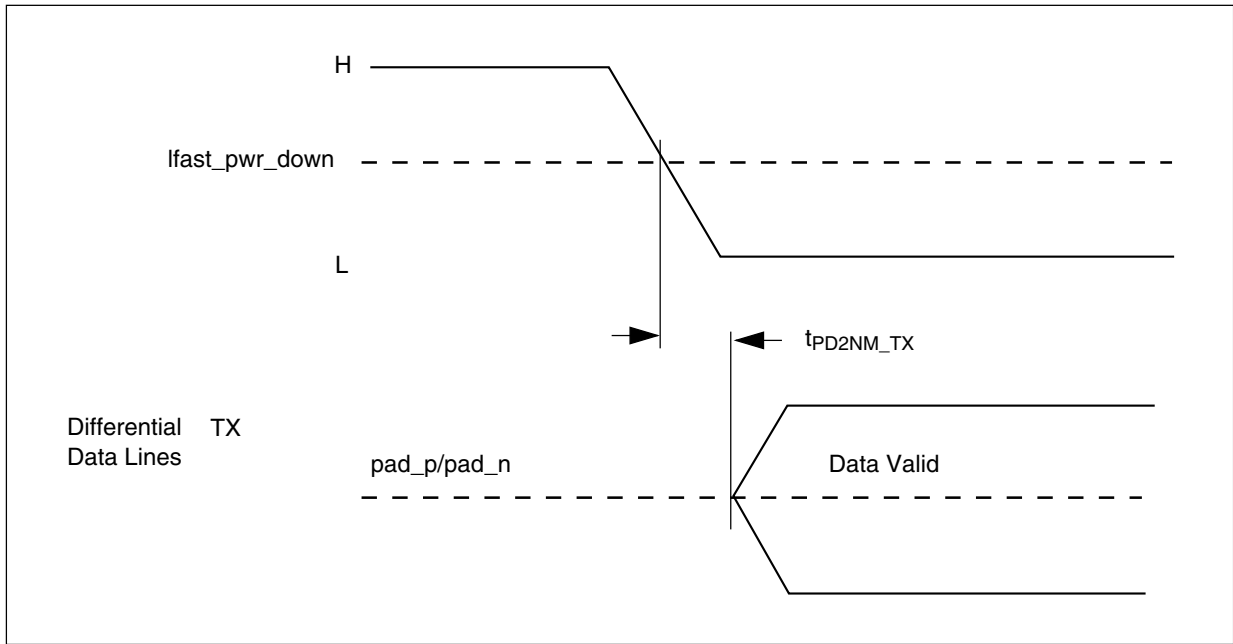 H
lfast_pwr_down
L
tPD2NM_TX
Differential TX
Data Lines
pad_p/pad_n
Data Valid